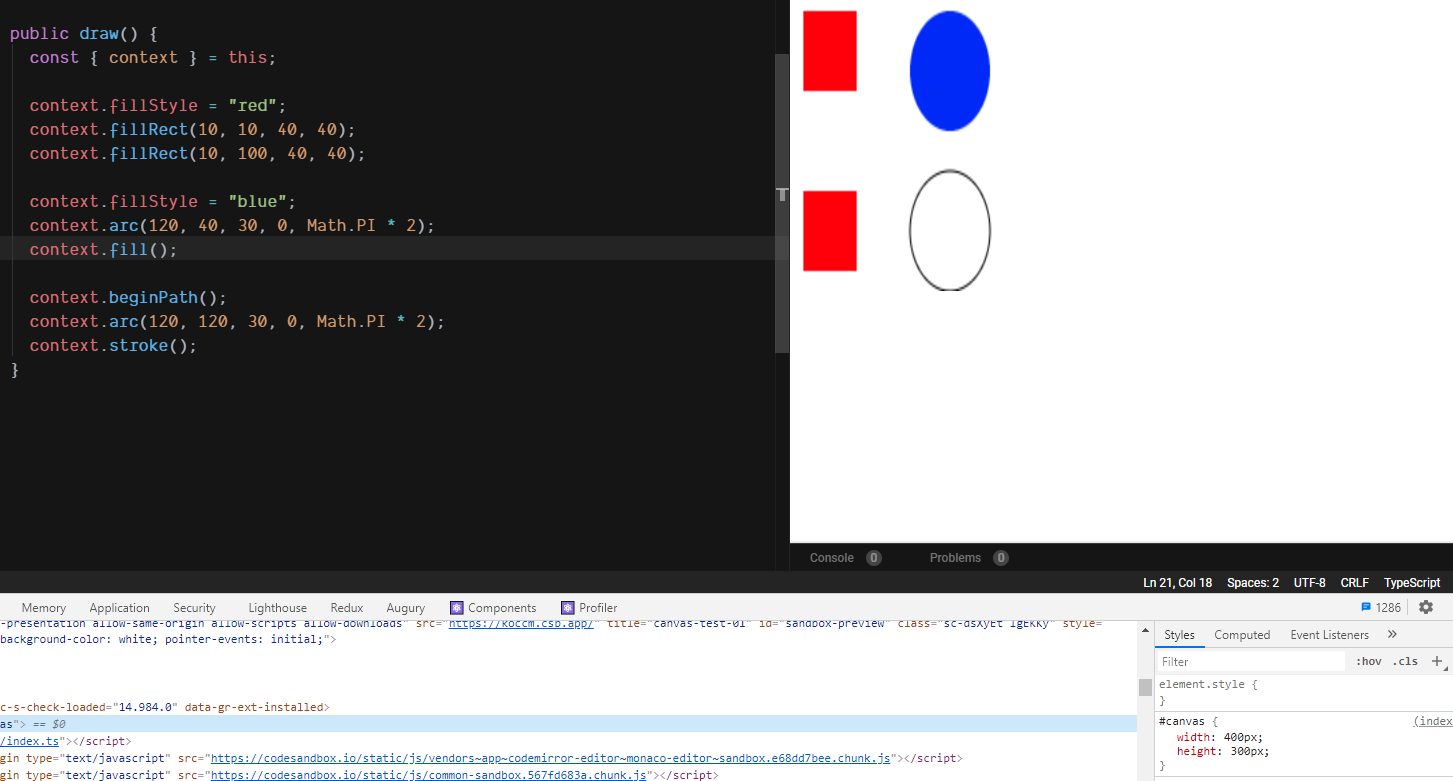 public draw() {
const { context } = this;
context.fillStyle = "red";
context.fillRect(10, 10, 40, 40);
context.fillRect(10, 100, 40, 40);
context.fillStyle = "blue";
context.arc(120, 40, 30, 0, Math.PI * 2);
context.fill();
context.beginPath();
context.arc(120, 120, 30, 0, Math.PI * 2);
context.stroke();
}
Console 0 Problems 0
Ln 21, Col 18 Spaces: 2 UTF-8 CRLF TypeScript
Memory Application Security Lighthouse Redux Augury Components Profiler 1286
-presentation allow-same-origin allow-scripts allow-downloads" src="https://koccm.csb.app/" title="canvas-test-01" id="sandbox-preview" class="sc-dsXyEt lgEKKy" style=
background-color: white; pointer-events: initial;">
c-s-check-loaded="14.984.0" data-gr-ext-installed>
as"> == $0
/index.ts"></script>
gin type="text/javascript" src="https://codesandbox.io/static/js/vendors~app~codemirror-editor~monaco-editor~sandbox.e68dd7bee.chunk.js"></script>
gin type="text/javascript" src="https://codesandbox.io/static/js/common-sandbox.567fd683a.chunk.js"></script>
Styles Computed Event Listeners »
Filter :hov .cls +
element.style {
}
#canvas { (index
width: 400px;
height: 300px;
}